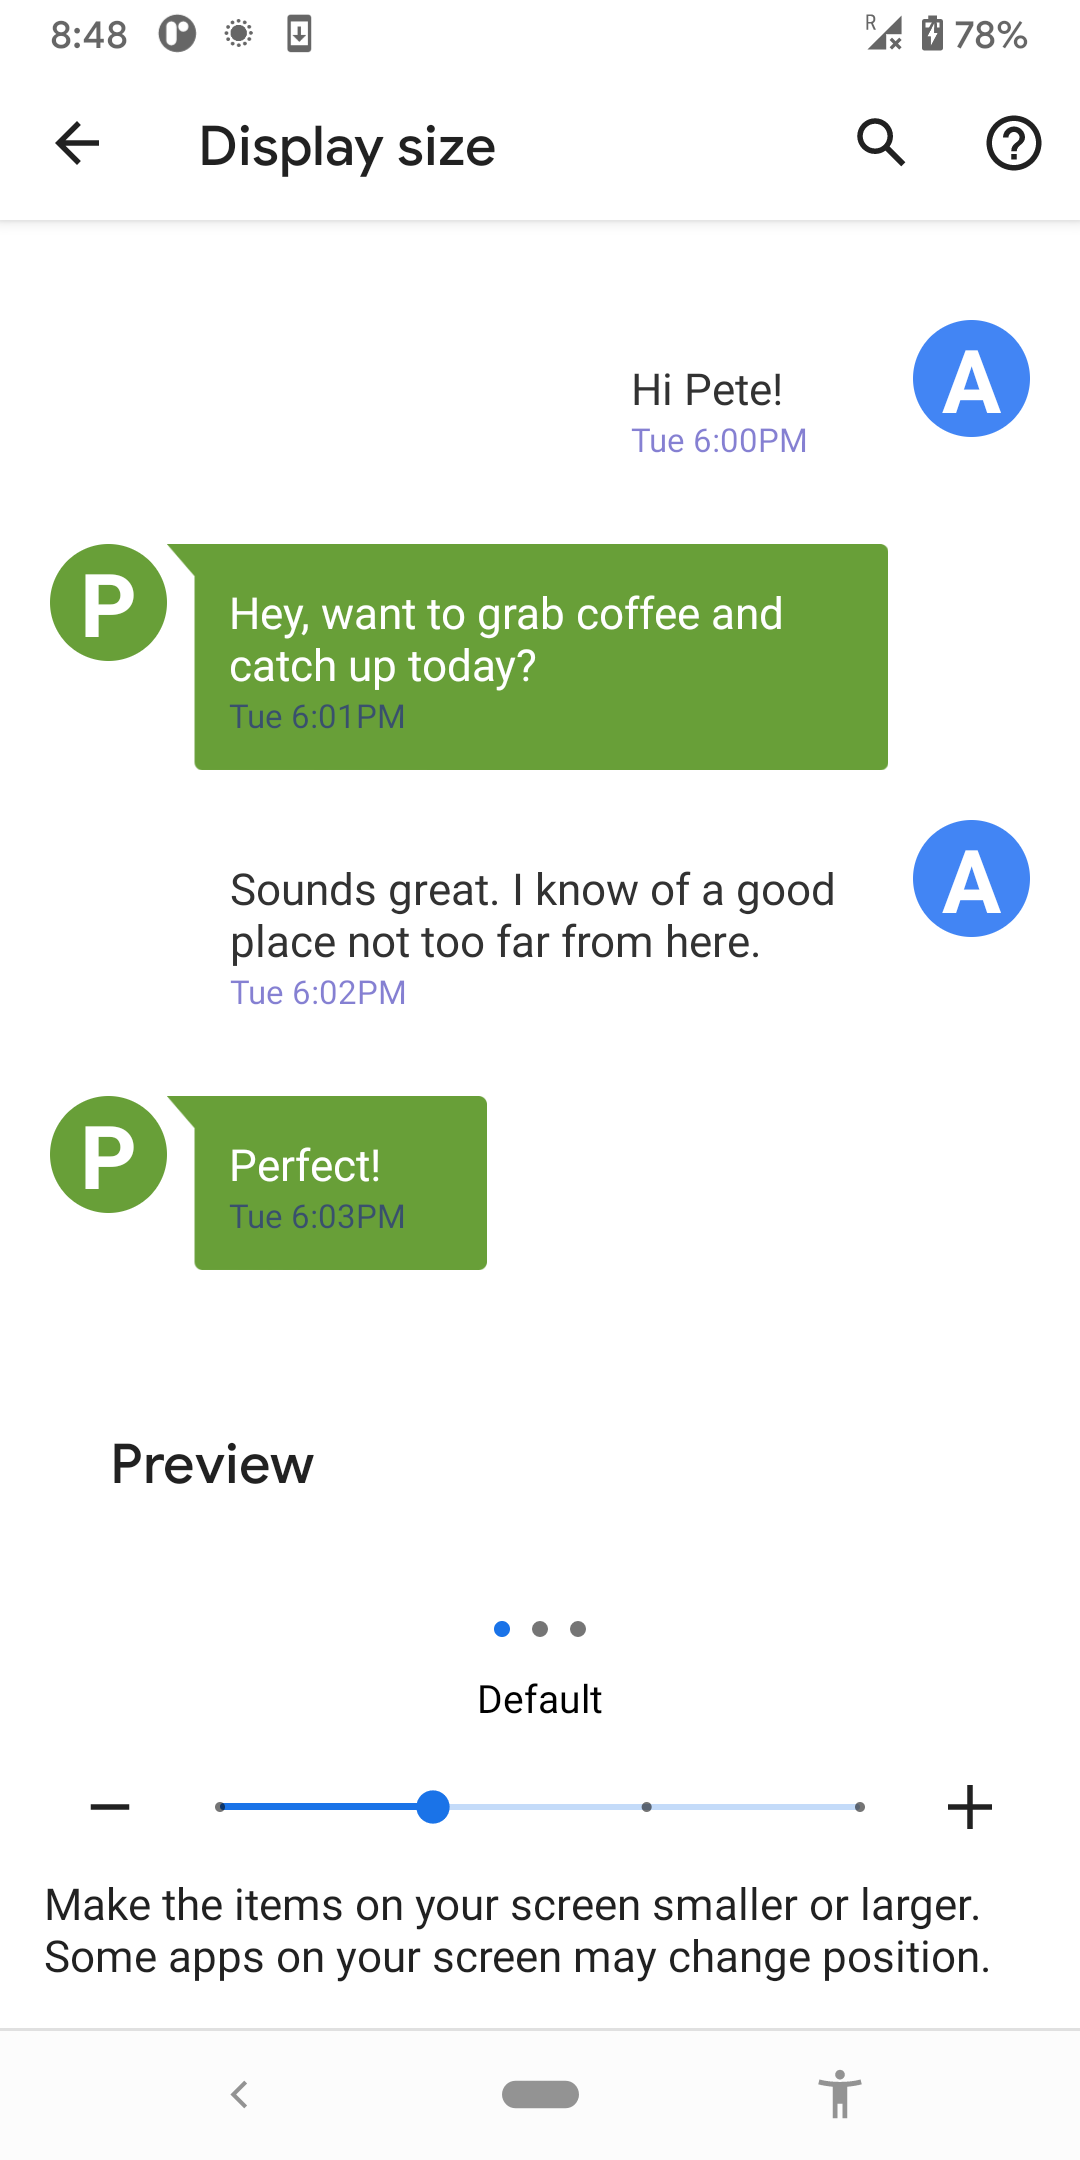 8:48
R
78%
Display size
Hi Pete!
Tue 6:00PM
A
P
Hey, want to grab coffee and
catch up today?
Tue 6:01PM
A
Sounds great. I know of a good
place not too far from here.
Tue 6:02PM
P
Perfect!
Tue 6:03PM
Preview
Default
Make the items on your screen smaller or larger.
Some apps on your screen may change position.